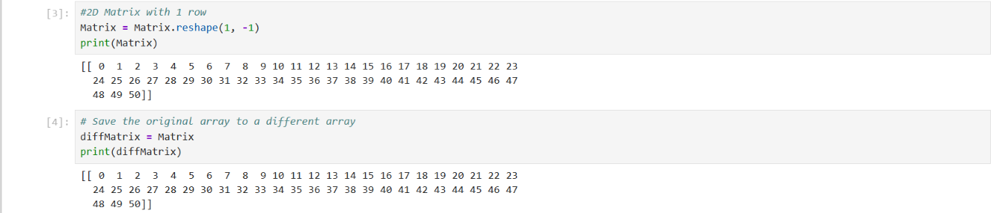 [3]: #2D Matrix with 1 row
Matrix = Matrix.reshape(1, -1)
print(Matrix)
[[ 0  1  2  3  4  5  6  7  8  9 10 11 12 13 14 15 16 17 18 19 20 21 22 23
  24 25 26 27 28 29 30 31 32 33 34 35 36 37 38 39 40 41 42 43 44 45 46 47
  48 49 50]]
[4]: # Save the original array to a different array
diffMatrix = Matrix
print(diffMatrix)
[[ 0  1  2  3  4  5  6  7  8  9 10 11 12 13 14 15 16 17 18 19 20 21 22 23
  24 25 26 27 28 29 30 31 32 33 34 35 36 37 38 39 40 41 42 43 44 45 46 47
  48 49 50]]